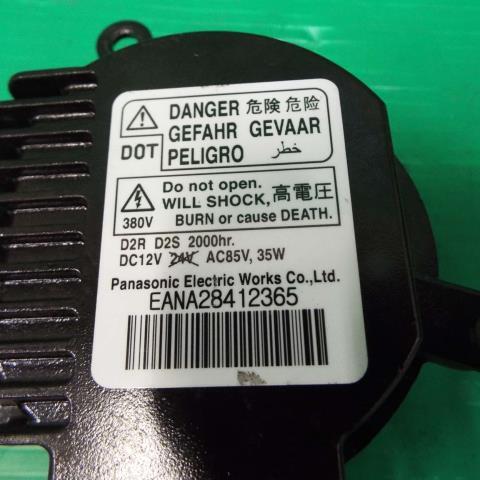 DANGER 危険 危险
GEFAHR GEVAAR
DOT PELIGRO خطر
Do not open.
WILL SHOCK, 高電圧
380V BURN or cause DEATH.
D2R D2S 2000hr.
DC12V 24V AC85V, 35W
Panasonic Electric Works Co.,Ltd.
EANA28412365